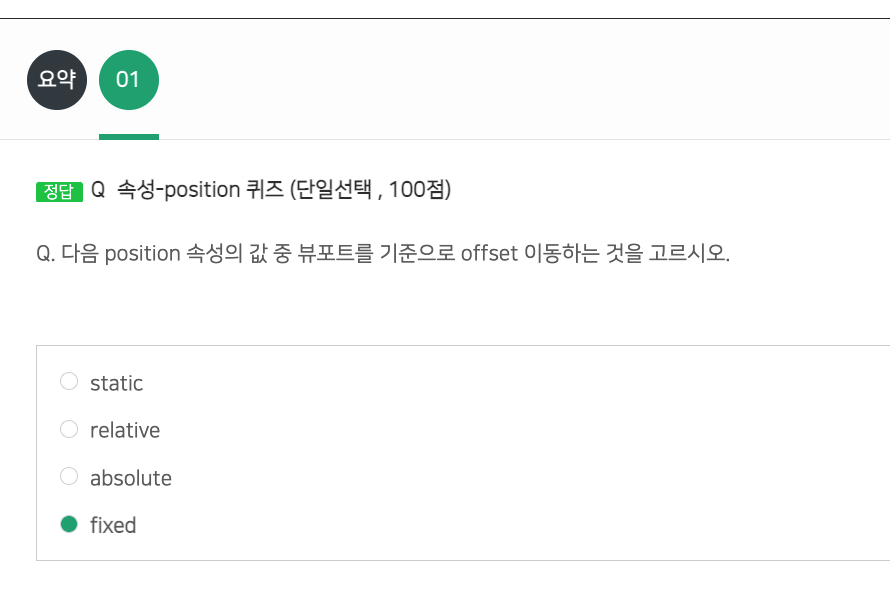 요약 01
정답 Q 속성-position 퀴즈 (단일선택 , 100점)
Q. 다음 position 속성의 값 중 뷰포트를 기준으로 offset 이동하는 것을 고르시오.
static
relative
absolute
fixed